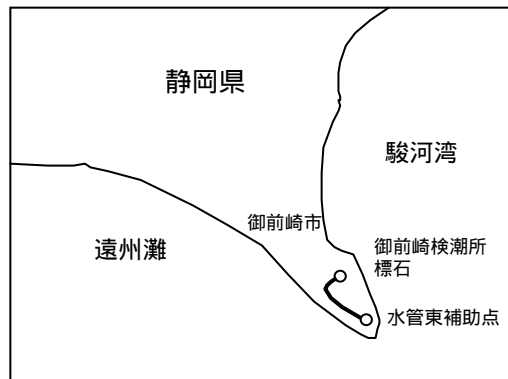 静岡県
駿河湾
御前崎市
遠州灘
御前崎検潮所
標石
水管東補助点